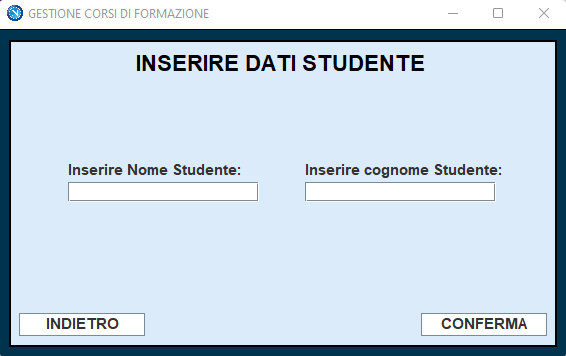 GESTIONE CORSI DI FORMAZIONE
INSERIRE DATI STUDENTE
Inserire Nome Studente:
Inserire cognome Studente:
INDIETRO
CONFERMA